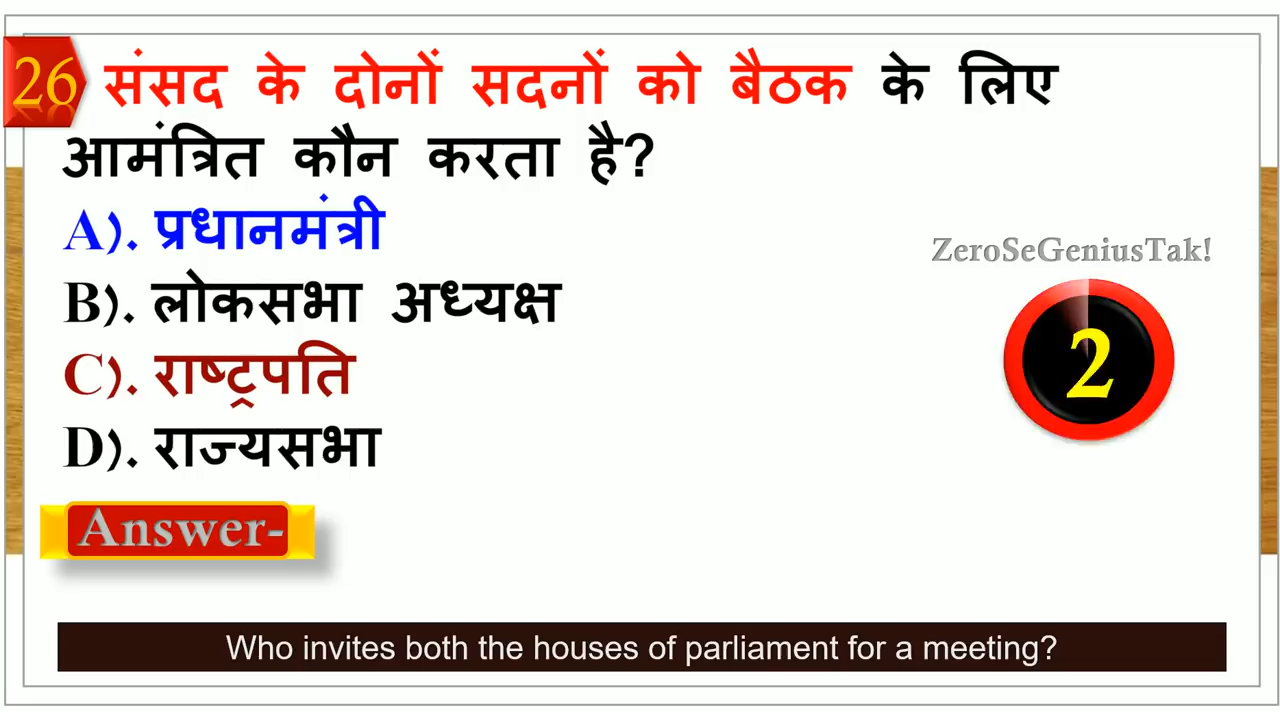 26 संसद के दोनों सदनों को बैठक के लिए
आमंत्रित कौन करता है?
A). प्रधानमंत्री
ZeroSeGeniusTak!
B). लोकसभा अध्यक्ष
2
C). राष्ट्रपति
D). राज्यसभा
Answer-
Who invites both the houses of parliament for a meeting?